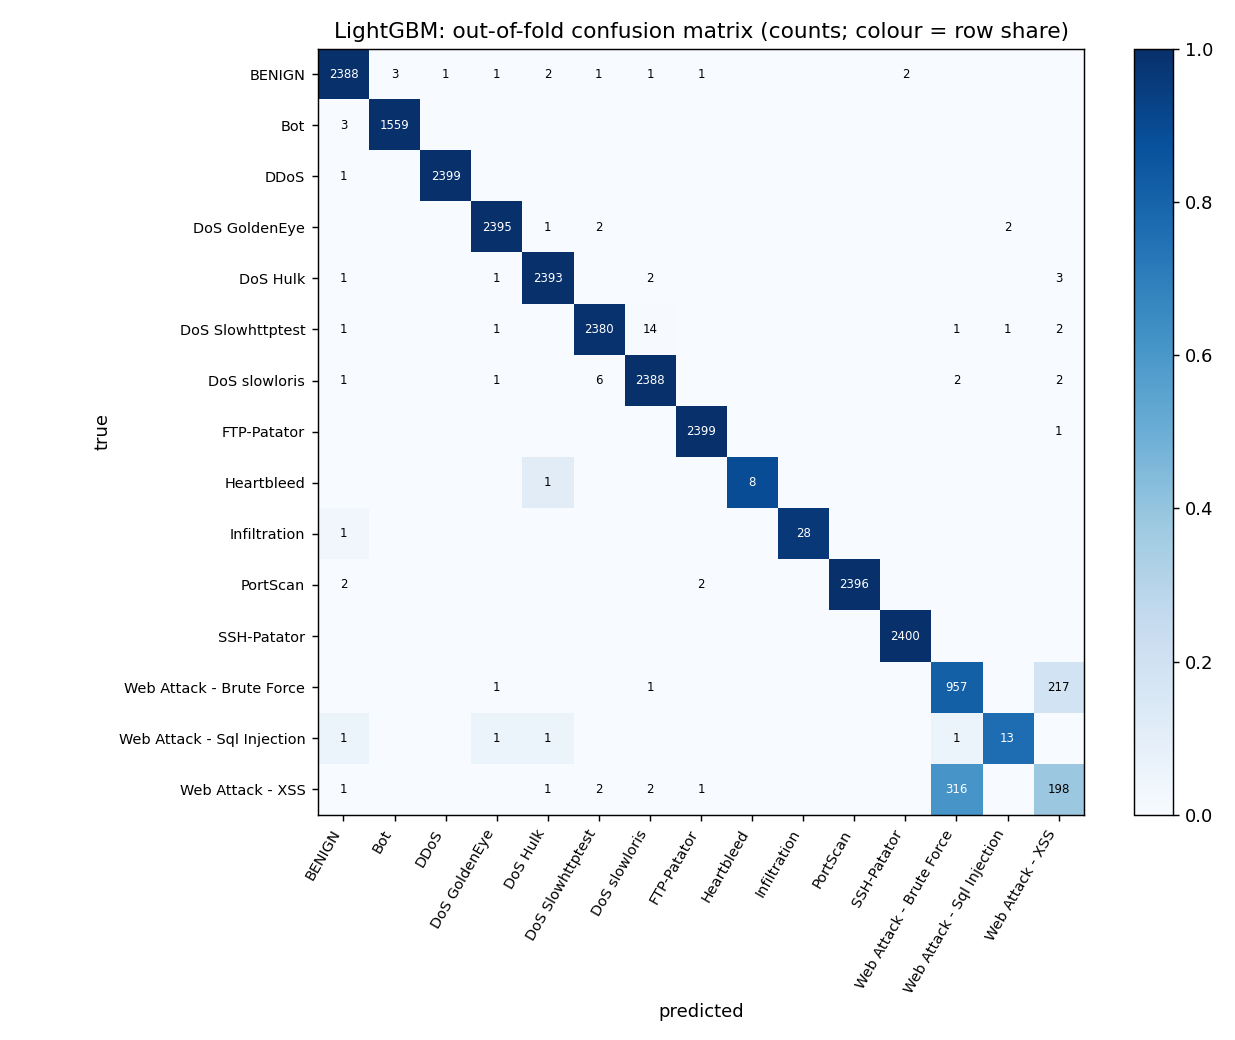 LightGBM: out-of-fold confusion matrix (counts; colour = row share)
BENIGN 2388 3 1 1 2 1 1 1 2
Bot 3 1559
DDoS 1 2399
DoS GoldenEye 2395 1 2 2
DoS Hulk 1 1 2393 2 3
DoS Slowhttptest 1 1 2380 14 1 1 2
DoS slowloris 1 1 6 2388 2 2
FTP-Patator 2399 1
Heartbleed 1 8
Infiltration 1 28
PortScan 2 2 2396
SSH-Patator 2400
Web Attack - Brute Force 1 1 957 217
Web Attack - Sql Injection 1 1 1 1 13
Web Attack - XSS 1 1 2 2 1 316 198
true
BENIGN
Bot
DDoS
DoS GoldenEye
DoS Hulk
DoS Slowhttptest
DoS slowloris
FTP-Patator
Heartbleed
Infiltration
PortScan
SSH-Patator
Web Attack - Brute Force
Web Attack - Sql Injection
Web Attack - XSS
predicted
1.0
0.8
0.6
0.4
0.2
0.0